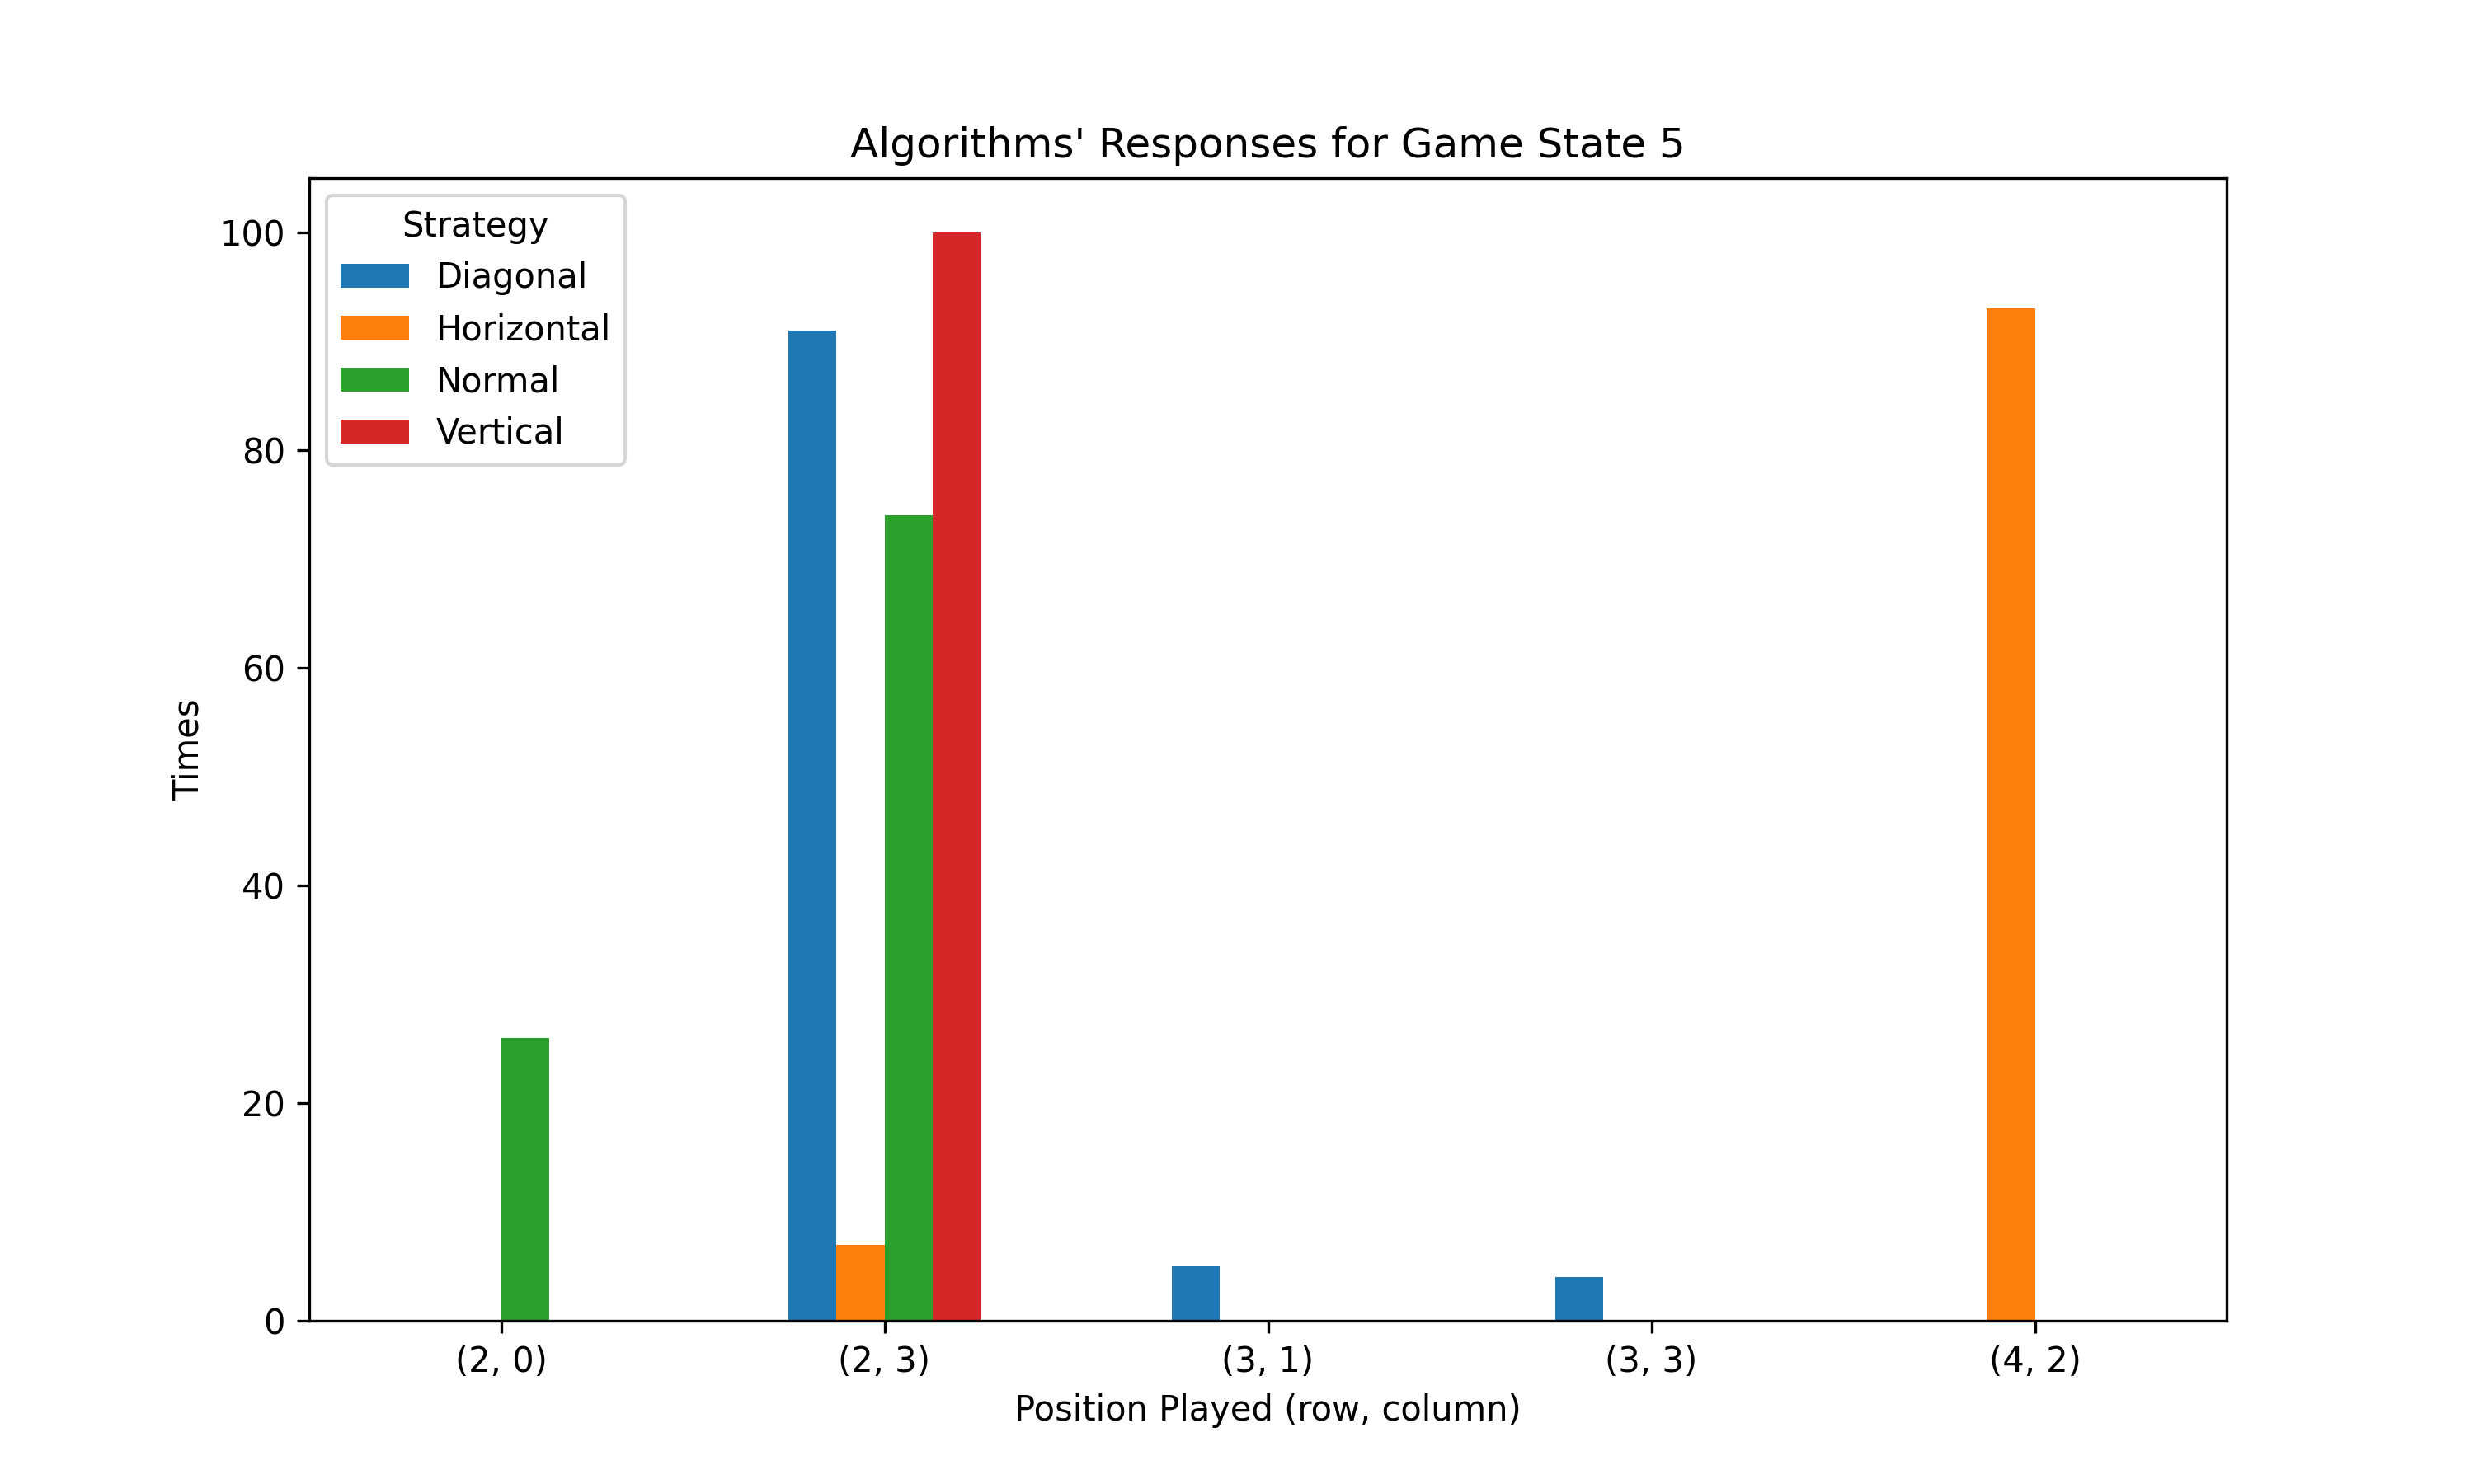 Algorithms' Responses for Game State 5
Strategy
Diagonal
Horizontal
Normal
Vertical
100
80
60
40
20
0
Times
(2, 0)
(2, 3)
(3, 1)
(3, 3)
(4, 2)
Position Played (row, column)